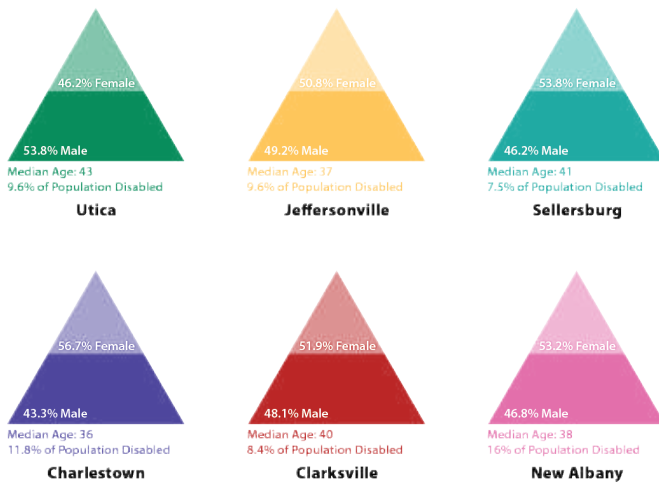 46.2% Female
53.8% Male
Median Age: 43
9.6% of Population Disabled
Utica
50.8% Female
49.2% Male
Median Age: 37
9.6% of Population Disabled
Jeffersonville
53.8% Female
46.2% Male
Median Age: 41
7.5% of Population Disabled
Sellersburg
56.7% Female
43.3% Male
Median Age: 36
11.8% of Population Disabled
Charlestown
51.9% Female
48.1% Male
Median Age: 40
8.4% of Population Disabled
Clarksville
53.2% Female
46.8% Male
Median Age: 38
16% of Population Disabled
New Albany